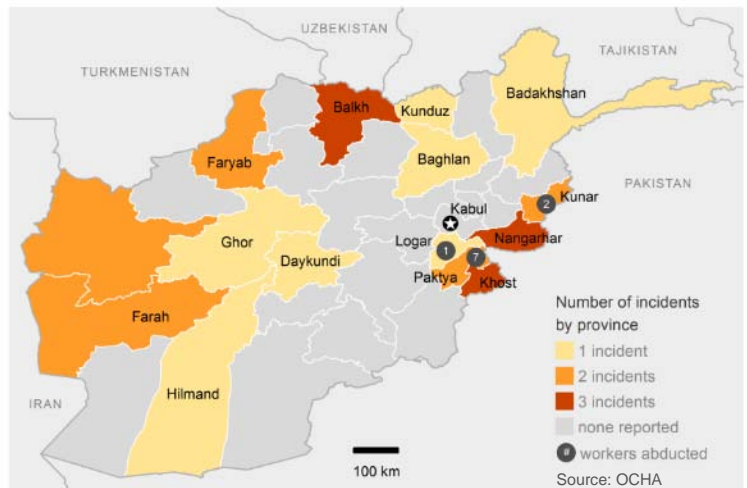 UZBEKISTAN
TAJIKISTAN
TURKMENISTAN
Balkh
Kunduz
Badakhshan
Faryab
Baghlan
PAKISTAN
Kunar
2
Kabul
Ghor
Logar
Nangarhar
1
Daykundi
7
Paktya
Khost
Farah
Number of incidents
by province
1 incident
2 incidents
3 incidents
none reported
# workers abducted
Source: OCHA
Hilmand
IRAN
100 km